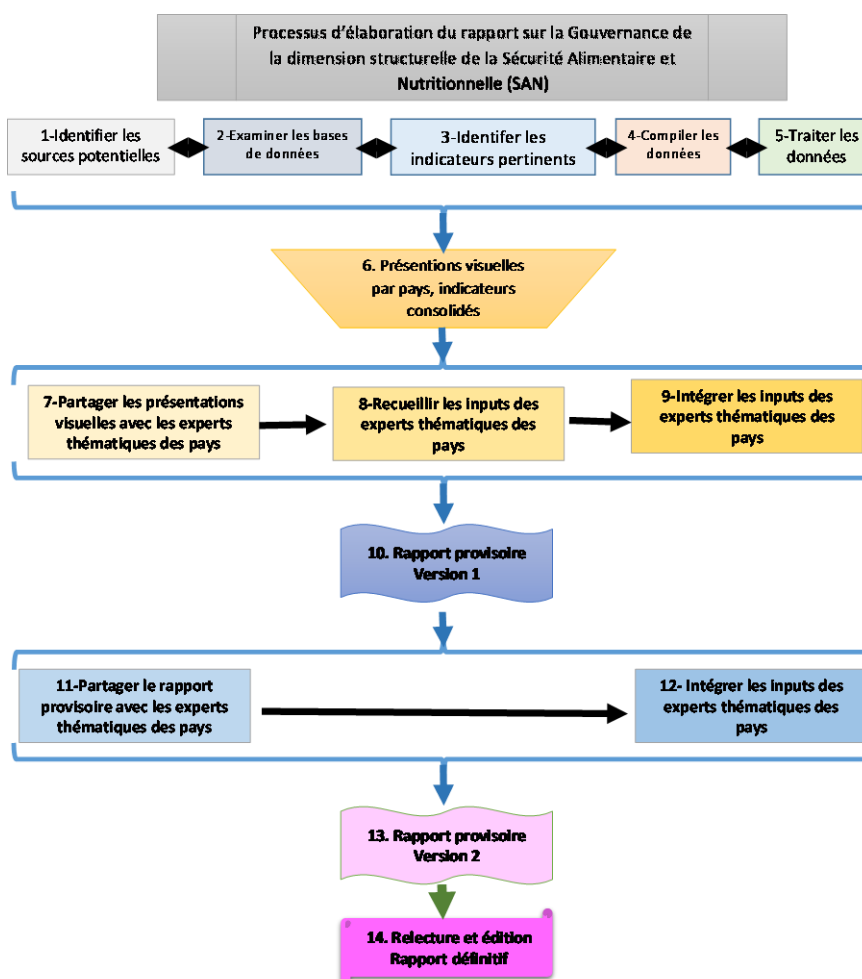 Processus d'élaboration du rapport sur la Gouvernance de
la dimension structurelle de la Sécurité Alimentaire et
Nutritionnelle (SAN)
1-Identifier les
sources potentielles
2-Examiner les bases
de données
3-Identifer les
indicateurs pertinents
4-Compiler les
données
5-Traiter les
données
6. Présentions visuelles
par pays, indicateurs
consolidés
7-Partager les présentations
visuelles avec les experts
thématiques des pays
8-Recueillir les inputs des
experts thématiques des
pays
9-Intégrer les inputs des
experts thématiques des
pays
10. Rapport provisoire
Version 1
11-Partager le rapport
provisoire avec les experts
thématiques des pays
12- Intégrer les inputs des
experts thématiques des
pays
13. Rapport provisoire
Version 2
14. Relecture et édition
Rapport définitif